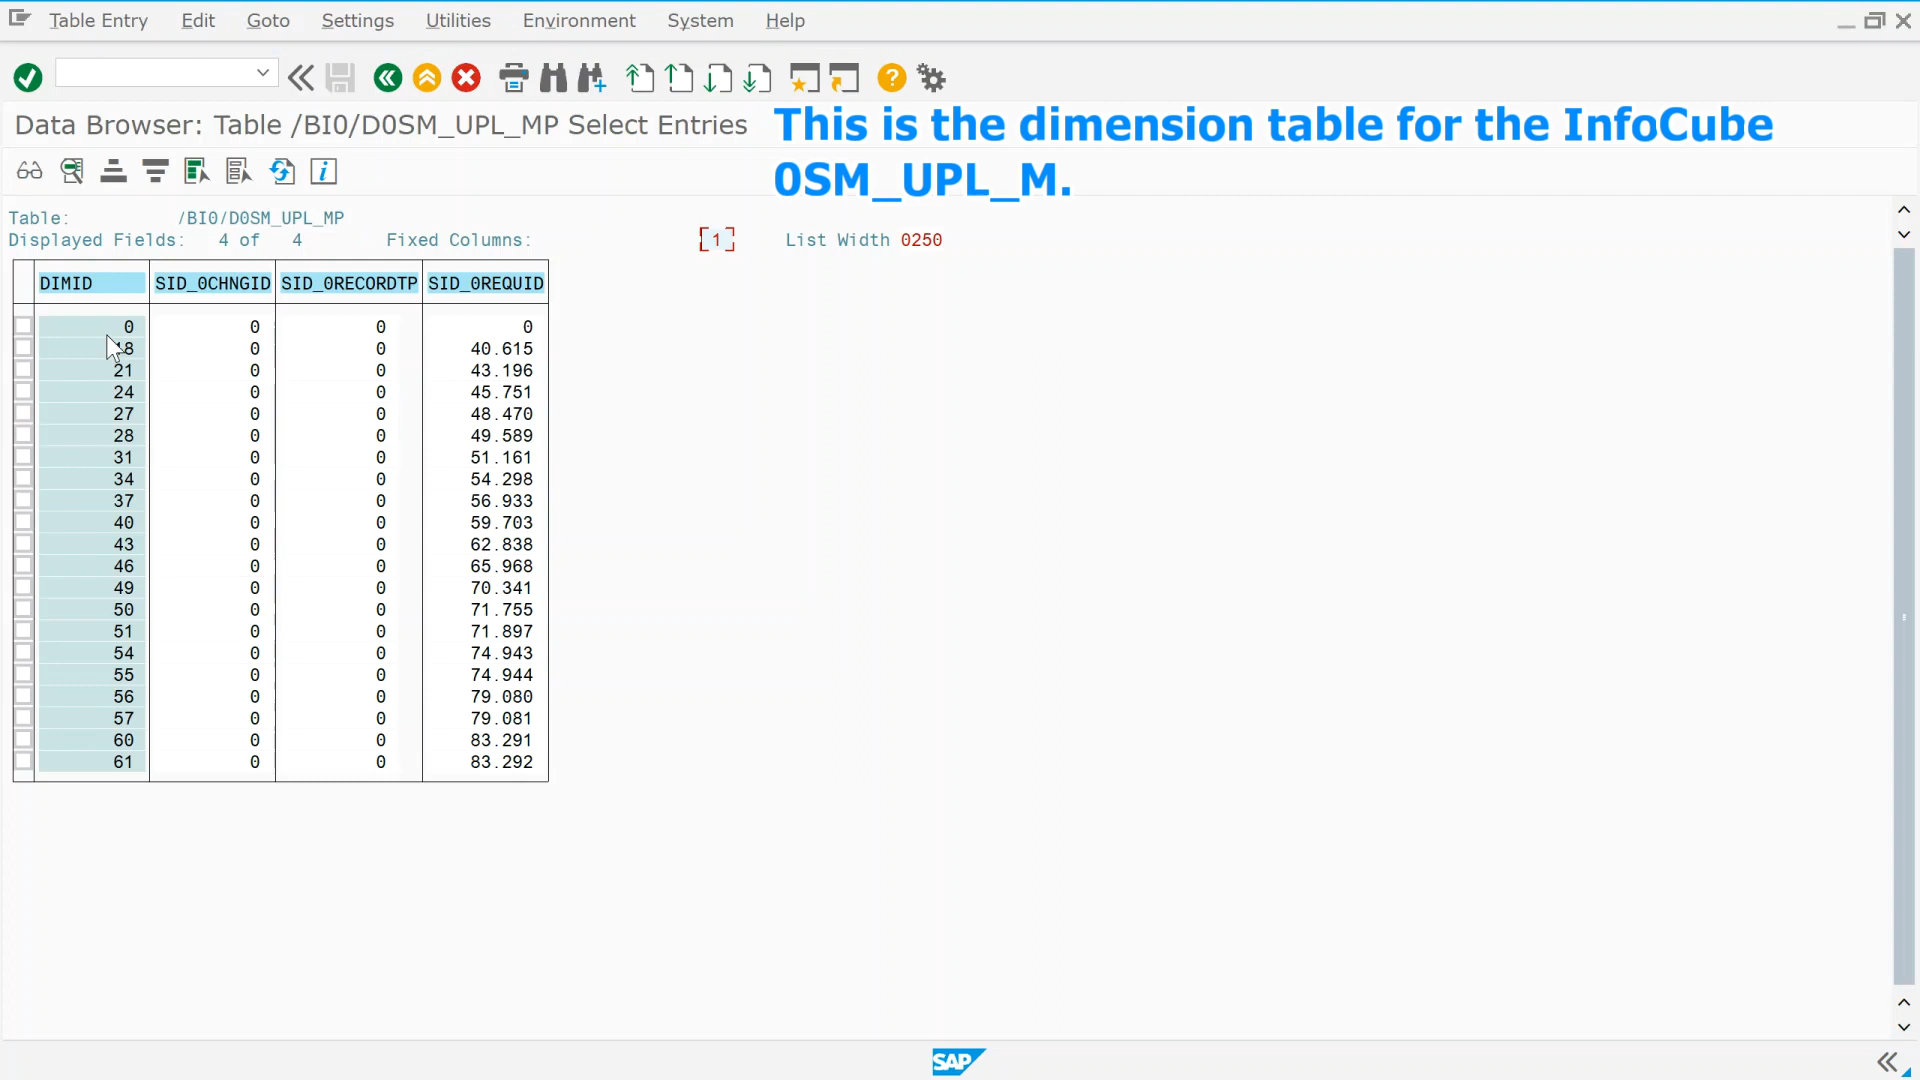 Table Entry Edit Goto Settings Utilities Environment System Help
Data Browser: Table /BI0/D0SM_UPL_MP Select Entries
This is the dimension table for the InfoCube
0SM_UPL_M.
Table: /BI0/D0SM_UPL_MP
Displayed Fields: 4 of 4 Fixed Columns: [1] List Width 0250
DIMID SID_0CHNGID SID_0RECORDTP SID_0REQUID
0 0 0 0
18 0 0 40.615
21 0 0 43.196
24 0 0 45.751
27 0 0 48.470
28 0 0 49.589
31 0 0 51.161
34 0 0 54.298
37 0 0 56.933
40 0 0 59.703
43 0 0 62.838
46 0 0 65.968
49 0 0 70.341
50 0 0 71.755
51 0 0 71.897
54 0 0 74.943
55 0 0 74.944
56 0 0 79.080
57 0 0 79.081
60 0 0 83.291
61 0 0 83.292
SAP